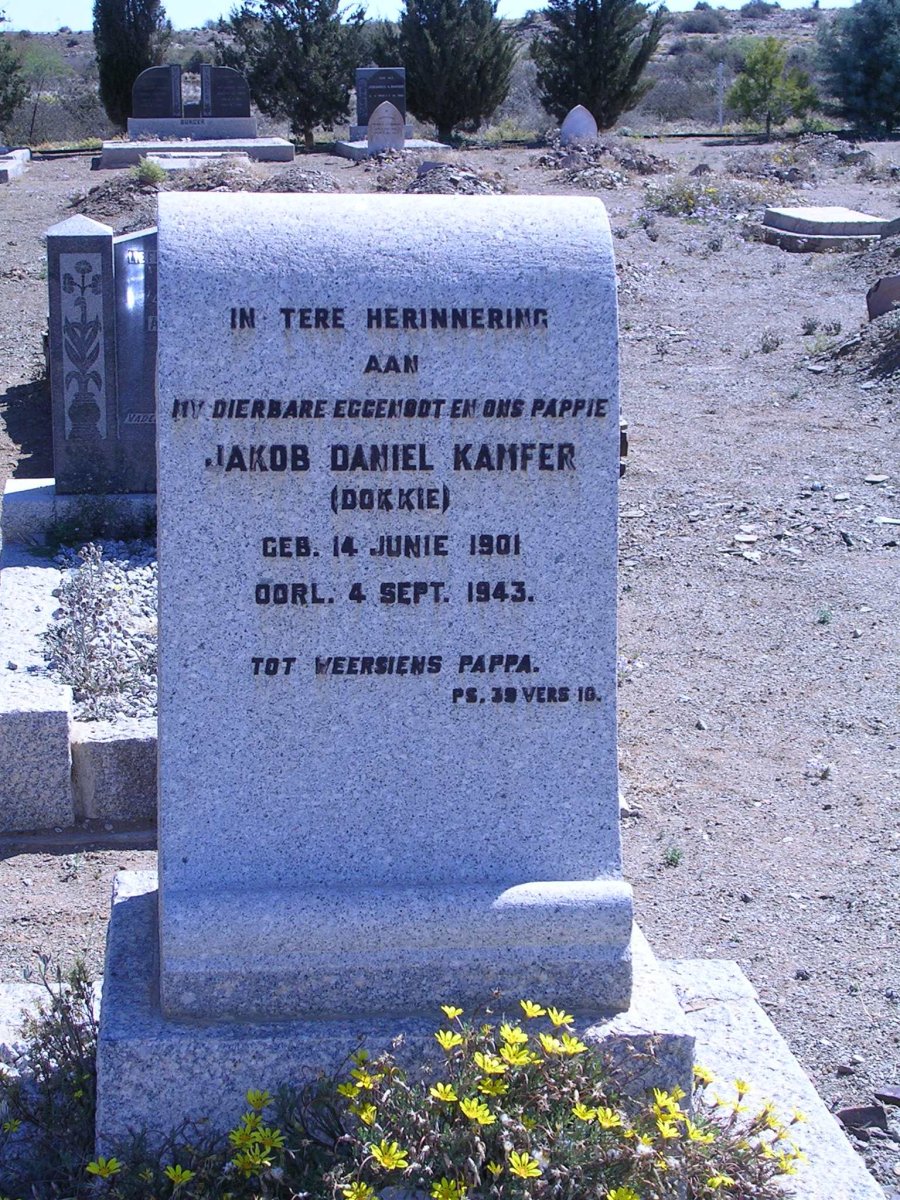 BURGER
IN TERE HERINNERING
AAN
MY DIERBARE EGGENOOT EN ONS PAPPIE
JAKOB DANIEL KAMFER
(DOKKIE)
GEB. 14 JUNIE 1901
OORL. 4 SEPT. 1943.
TOT WEERSIENS PAPPA.
PS. 39 VERS 10.